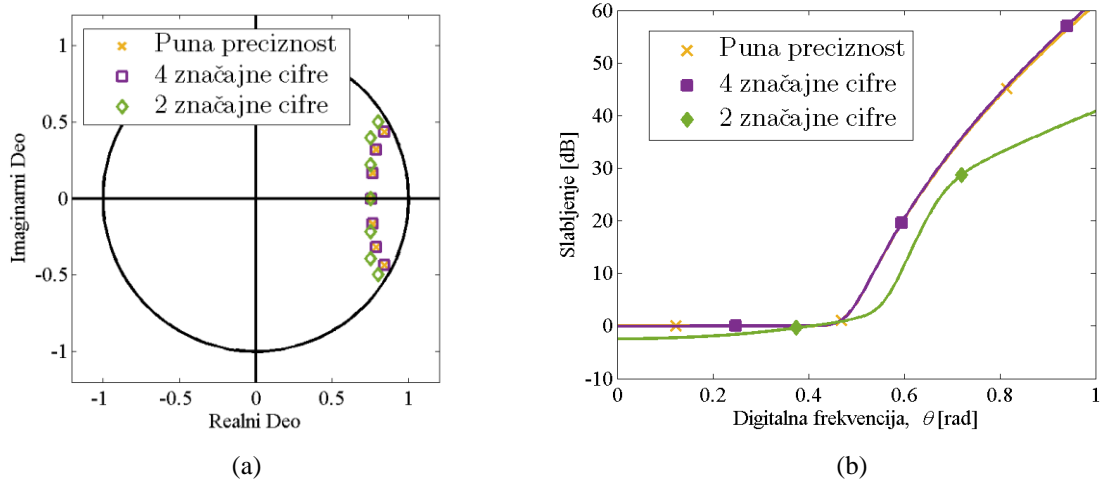 Puna preciznost
4 značajne cifre
2 značajne cifre
1
0.5
0
-0.5
-1
-1
-0.5
0
0.5
1
Imaginarni Deo
Realni Deo
(a)
Puna preciznost
4 značajne cifre
2 značajne cifre
60
50
40
30
20
10
0
-10
0
0.2
0.4
0.6
0.8
1
Slabljenje [dB]
Digitalna frekvencija, θ [rad]
(b)